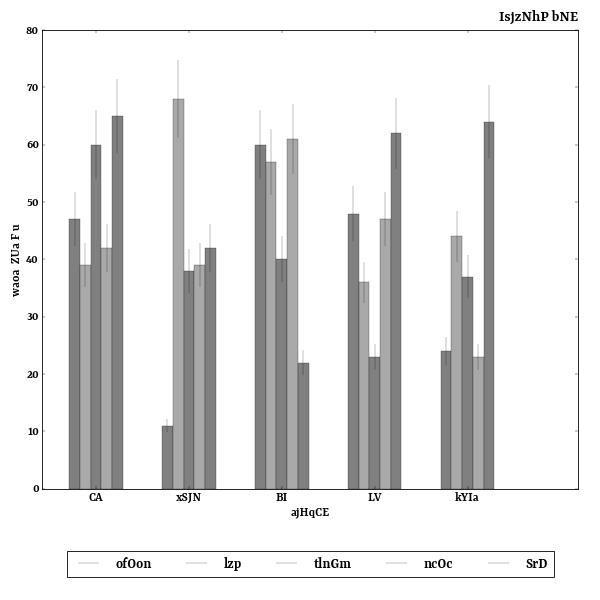 IsjzNhP bNE
80
70
60
50
40
30
20
10
0
waoa ZUa F u
CA xSJN BI LV kYIa
ajHqCE
ofOon lzp tlnGm ncOc SrD